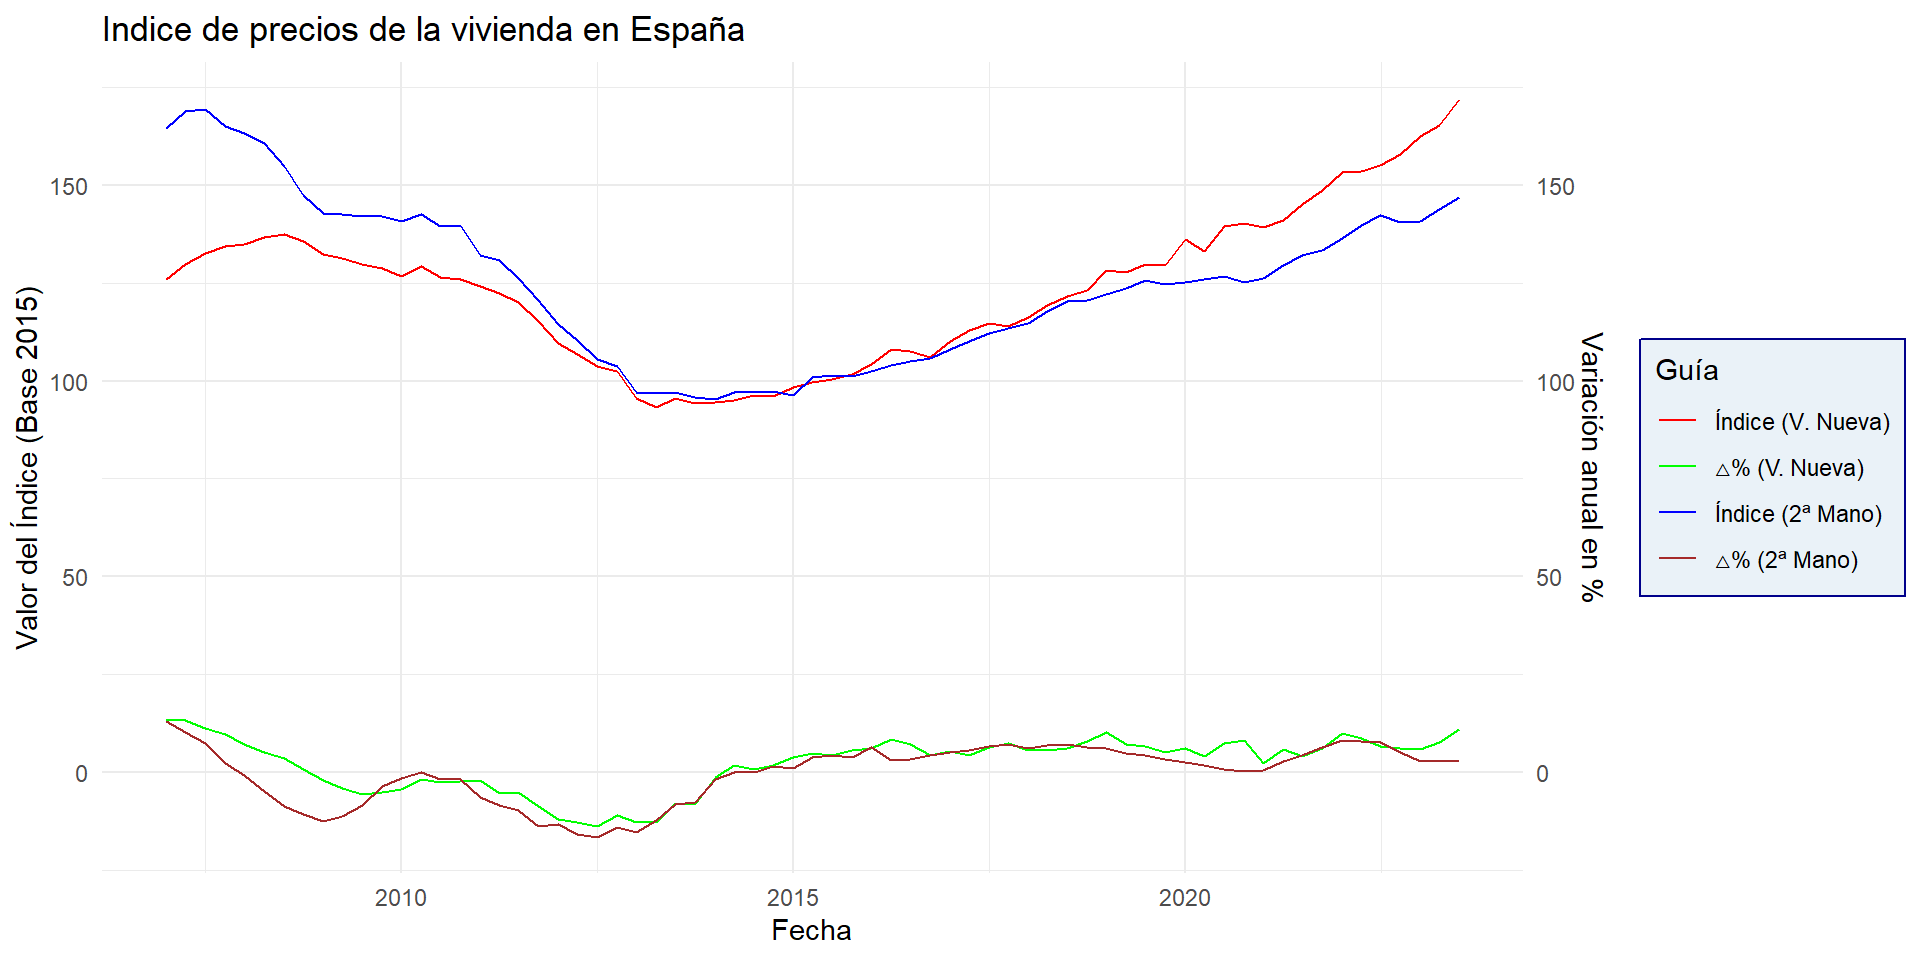 Indice de precios de la vivienda en España
Valor del Índice (Base 2015)
150
100
50
0
150
100
50
0
Variación anual en %
2010
2015
2020
Fecha
Guía
Índice (V. Nueva)
△% (V. Nueva)
Índice (2ª Mano)
△% (2ª Mano)